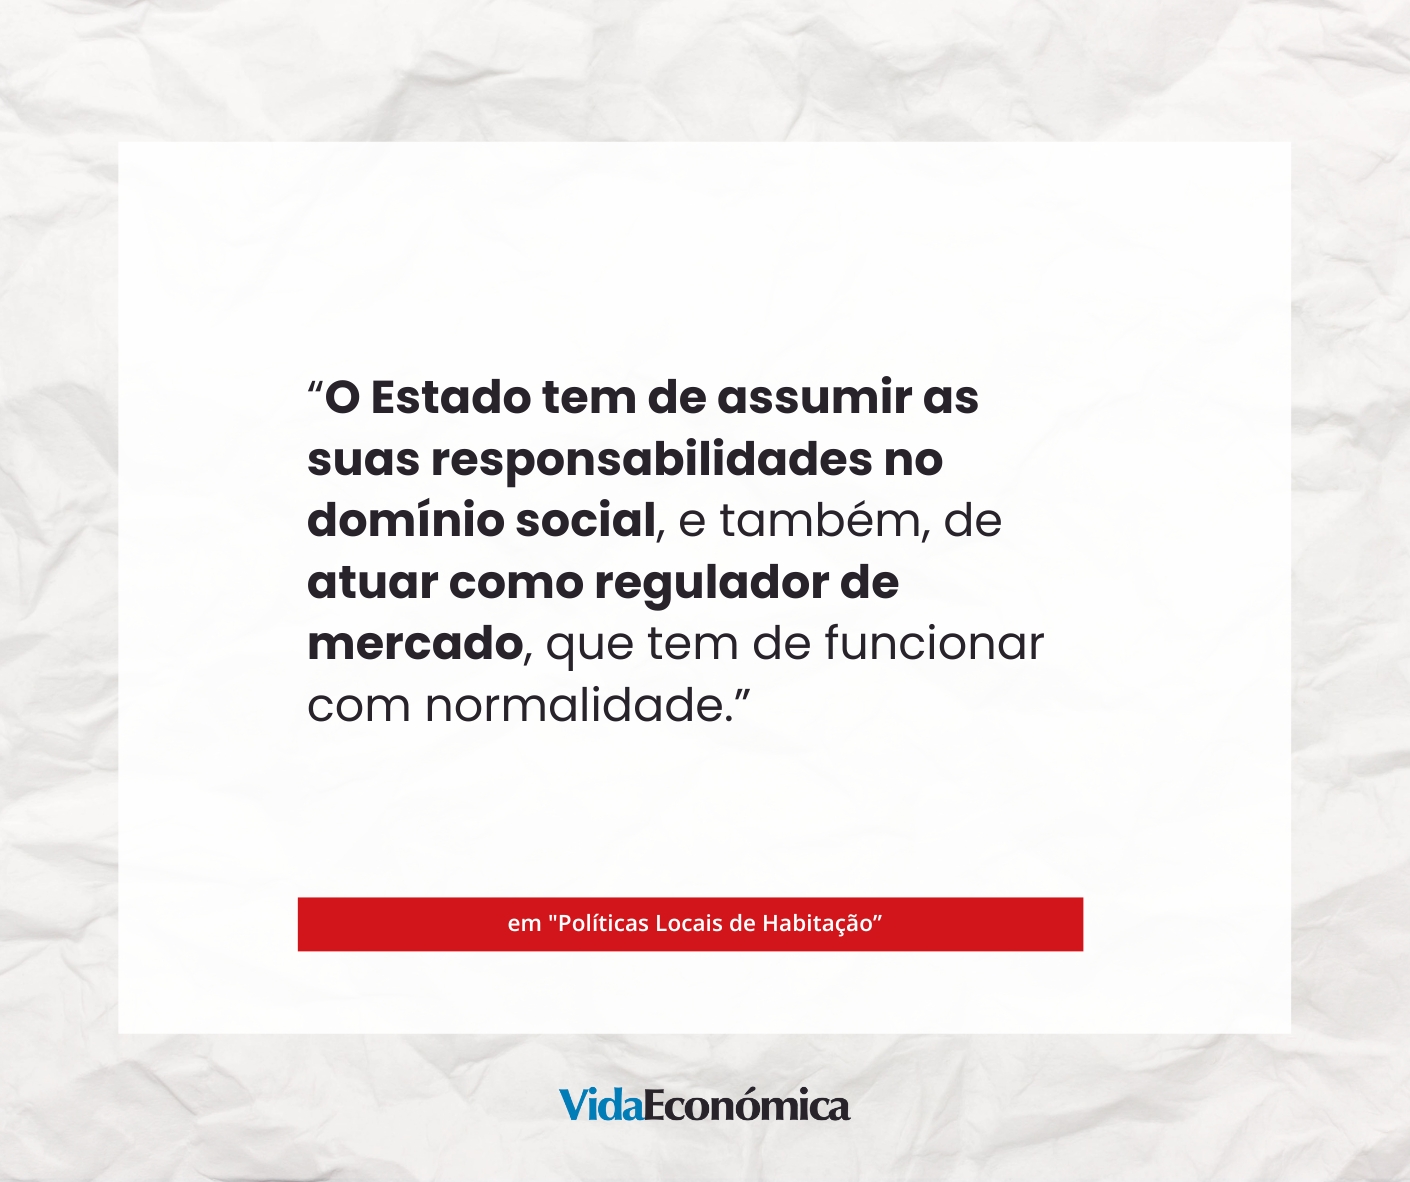 “O Estado tem de assumir as
suas responsabilidades no
domínio social, e também, de
atuar como regulador de
mercado, que tem de funcionar
com normalidade.”
em "Políticas Locais de Habitação”
VidaEconómica